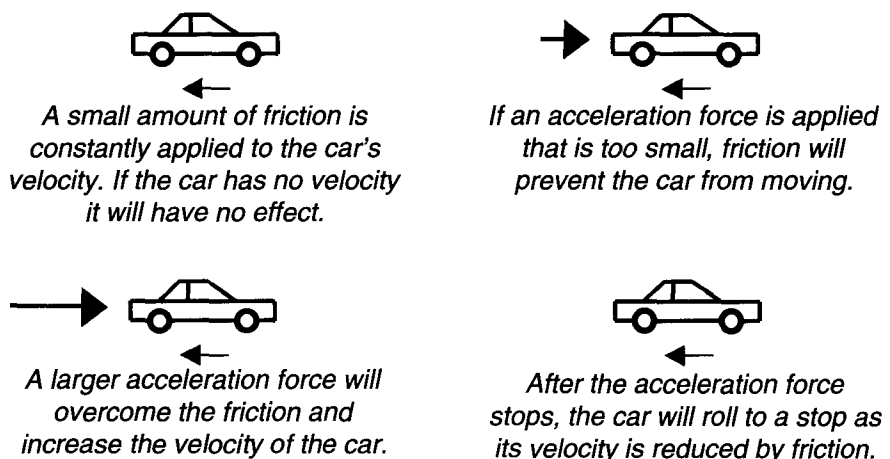 A small amount of friction is
constantly applied to the car's
velocity. If the car has no velocity
it will have no effect.
If an acceleration force is applied
that is too small, friction will
prevent the car from moving.
A larger acceleration force will
overcome the friction and
increase the velocity of the car.
After the acceleration force
stops, the car will roll to a stop as
its velocity is reduced by friction.